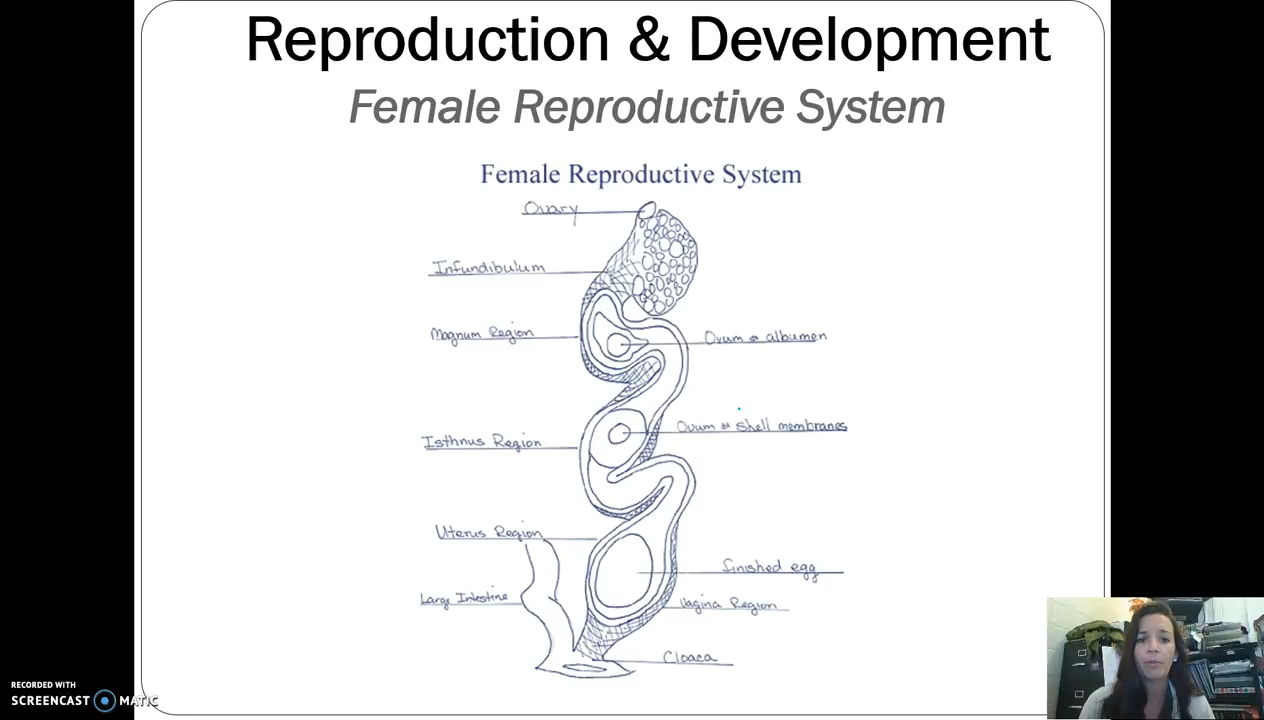 Reproduction & Development
Female Reproductive System
Female Reproductive System
Ovary
Infundibulum
Magnum Region
Ovum & albumen
Ovum & shell membranes
Isthnus Region
Uterus Region
finished egg
Large Intestine
Vagina Region
Cloaca
RECORDED WITH
SCREENCAST MATIC